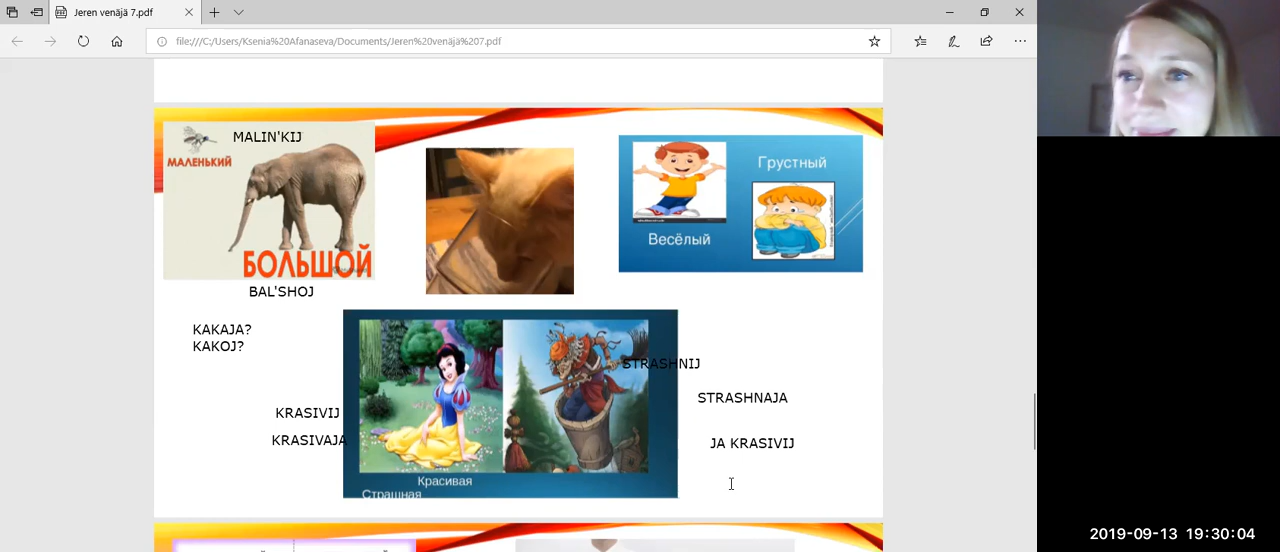 Jeren venäjä 7.pdf
file:///C:/Users/Ksenia%20Afanaseva/Documents/Jeren%20venäjä%207.pdf
MALIN'KIJ
МАЛЕНЬКИЙ
БОЛЬШОЙ
BAL'SHOJ
Грустный
Весёлый
KAKAJA?
KAKOJ?
STRASHNIJ
STRASHNAJA
KRASIVIJ
KRASIVAJA
JA KRASIVIJ
Красивая
Страшная
2019-09-13 19:30:04